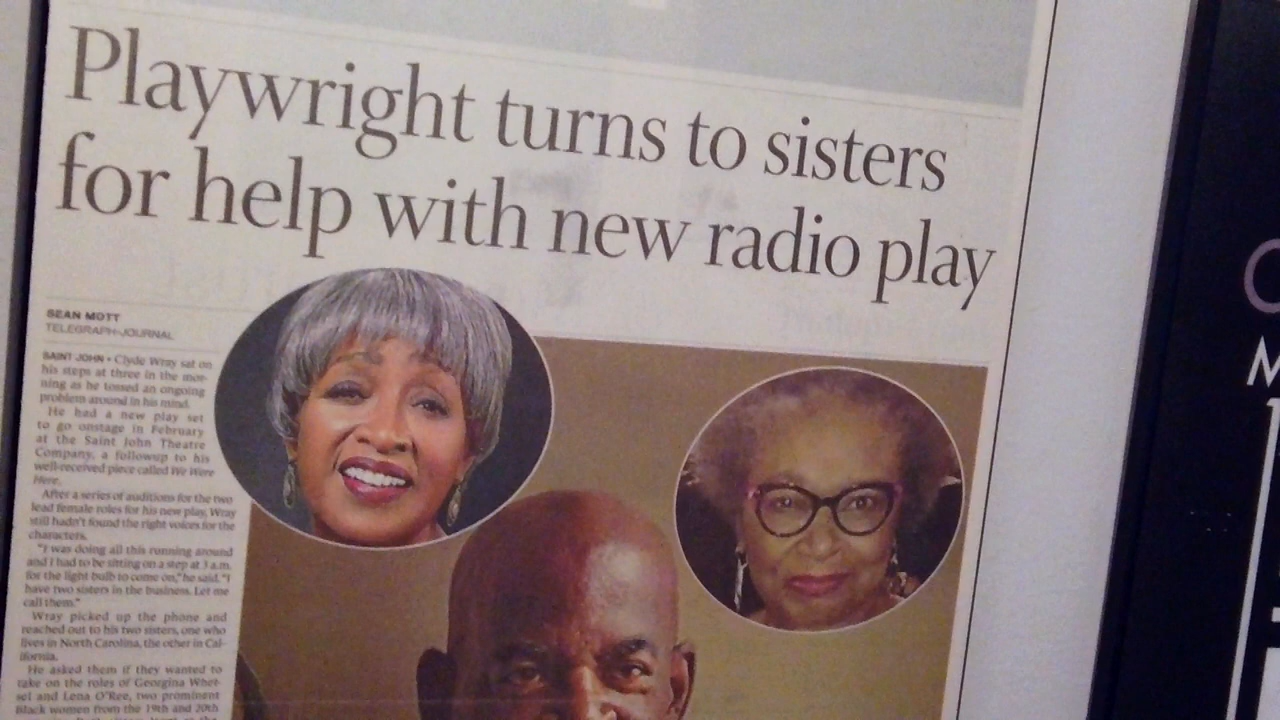 Playwright turns to sisters
for help with new radio play
SEAN MOTT
TELEGRAPH-JOURNAL
SAINT JOHN • Clyde Wray sat on
his steps at three in the mor-
ning as he tossed an ongoing
problem around in his mind.
He had a new play set
to go onstage in February
at the Saint John Theatre
Company, a followup to his
well-received piece called We Were
Here.
After a series of auditions for the two
lead female roles for his new play, Wray
still hadn't found the right voices for the
characters.
"I was doing all this running around
and I had to be sitting on a step at 3 a.m.
for the light bulb to come on," he said. "I
have two sisters in the business. Let me
call them."
Wray picked up the phone and
reached out to his two sisters, one who
lives in North Carolina, the other in Cal-
ifornia.
He asked them if they wanted to
take on the roles of Georgina Whet-
sel and Lena O'Ree, two prominent
Black women from the 19th and 20th